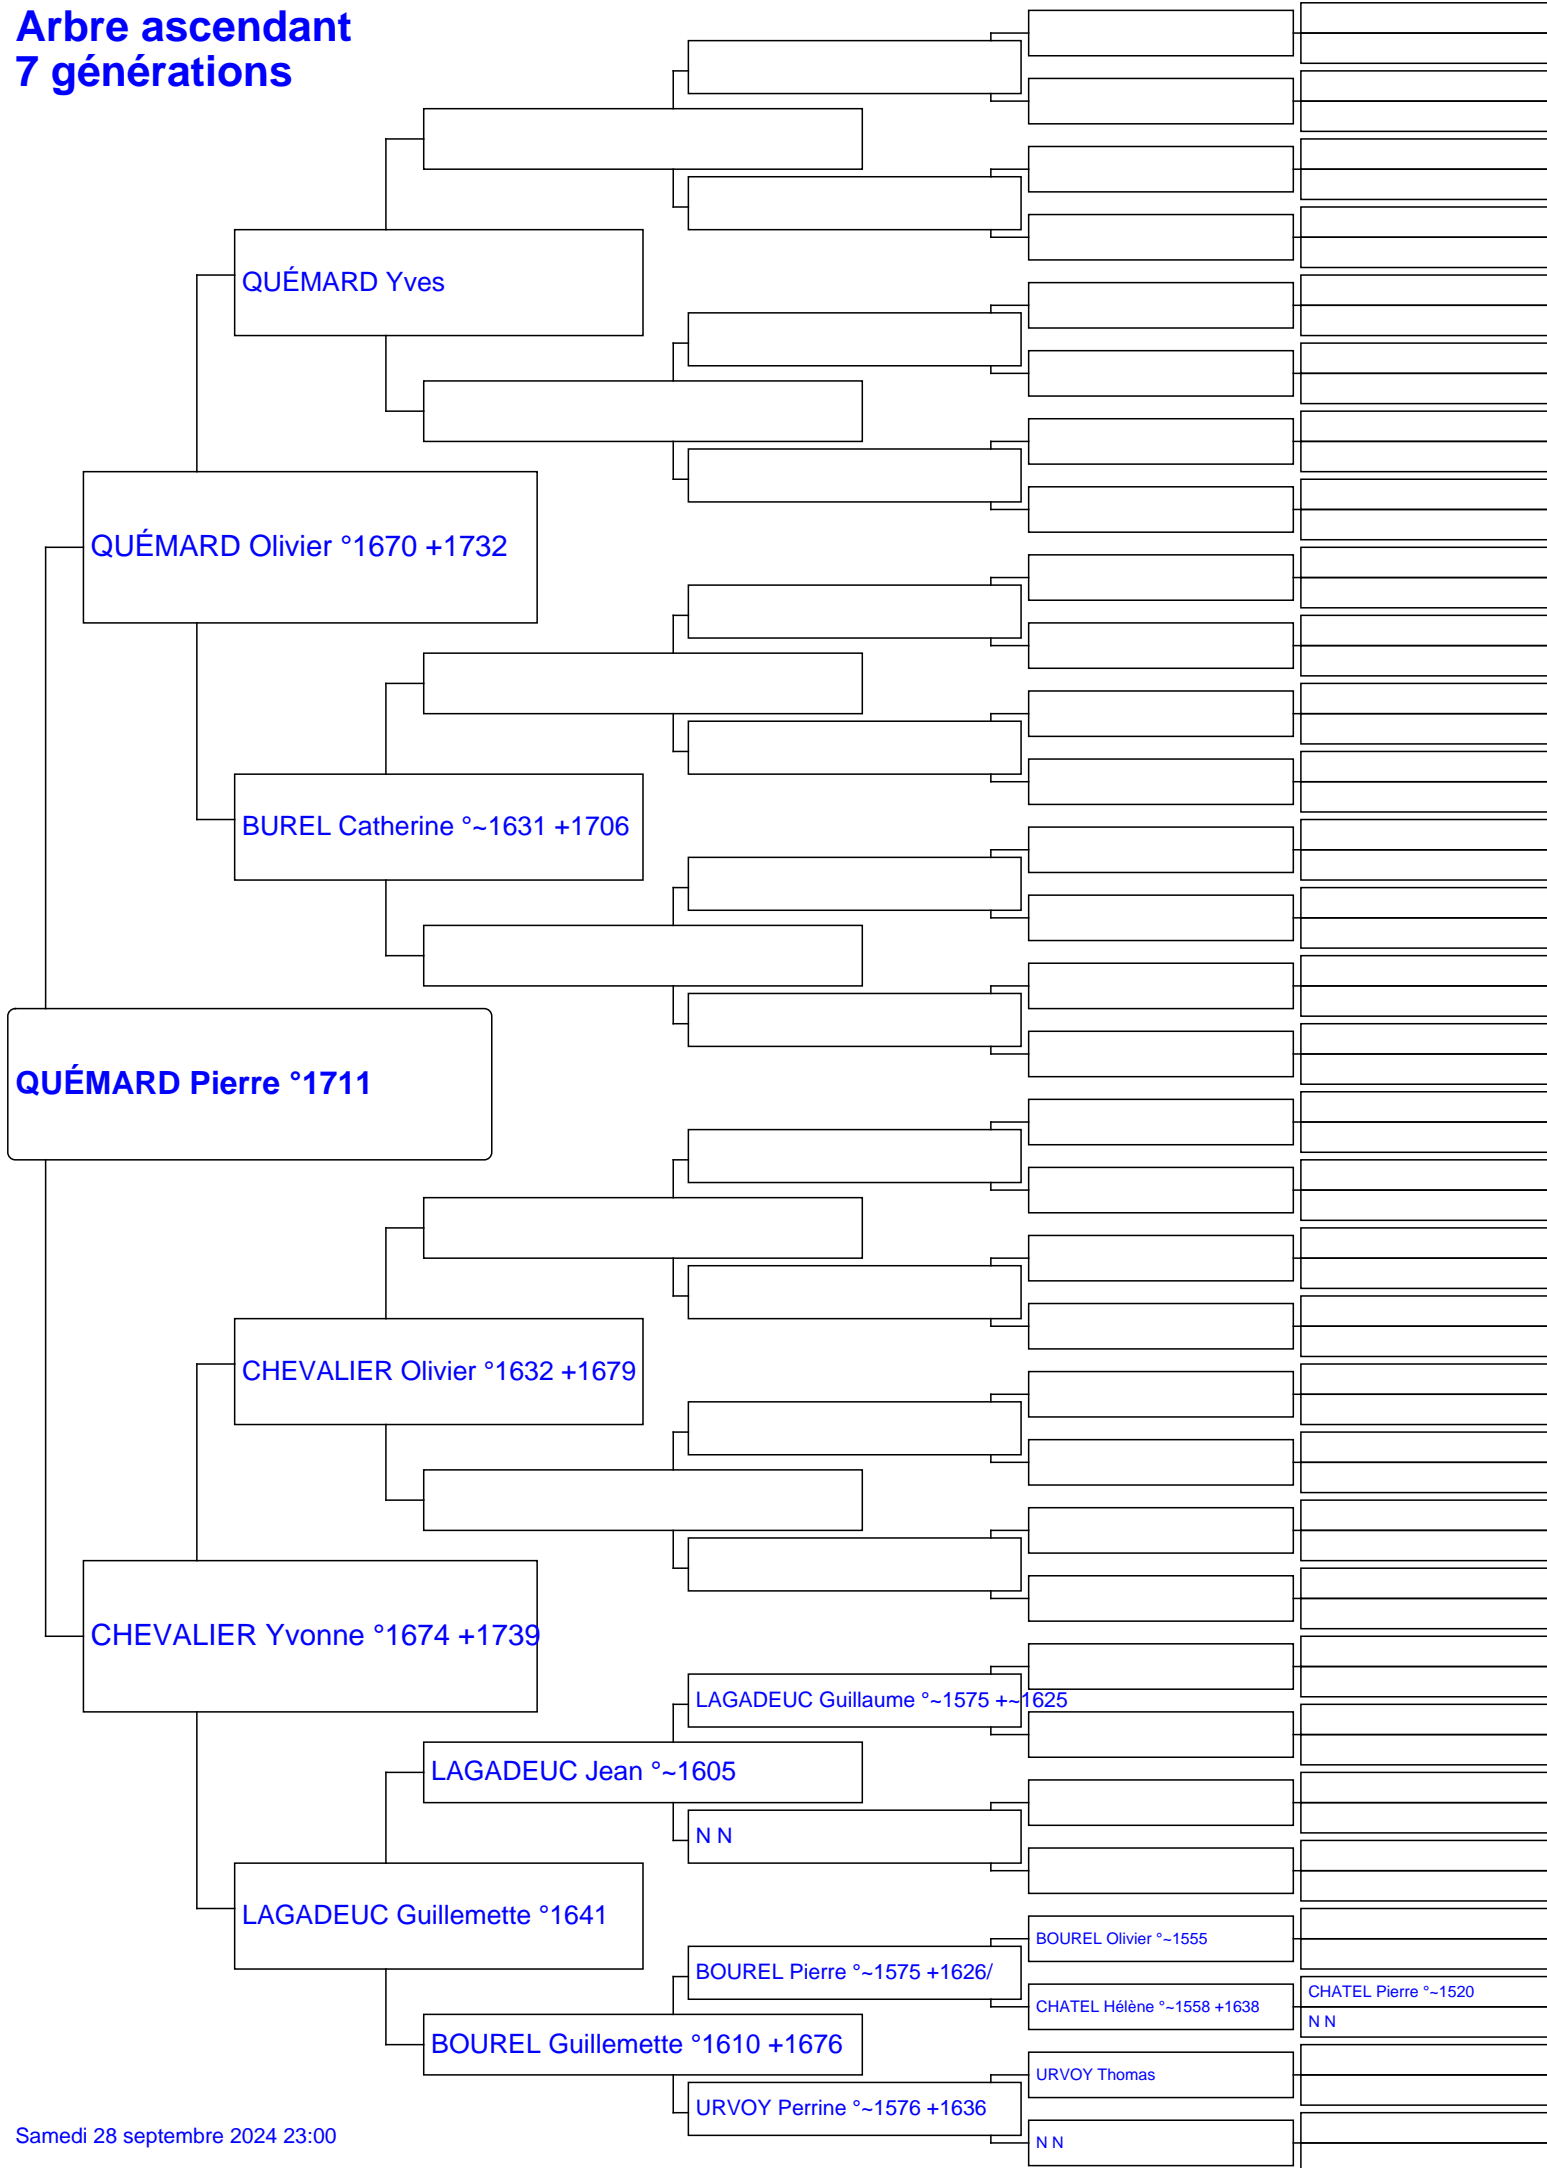 Arbre ascendant
7 générations
QUÉMARD Yves
QUÉMARD Olivier °1670 +1732
BUREL Catherine °~1631 +1706
QUÉMARD Pierre °1711
CHEVALIER Olivier °1632 +1679
CHEVALIER Yvonne °1674 +1739
LAGADEUC Guillaume °~1575 +~1625
LAGADEUC Jean °~1605
N N
LAGADEUC Guillemette °1641
BOUREL Olivier °~1555
BOUREL Pierre °~1575 +1626/
CHATEL Pierre °~1520
CHATEL Hélène °~1558 +1638
N N
BOUREL Guillemette °1610 +1676
URVOY Thomas
URVOY Perrine °~1576 +1636
N N
Samedi 28 septembre 2024 23:00